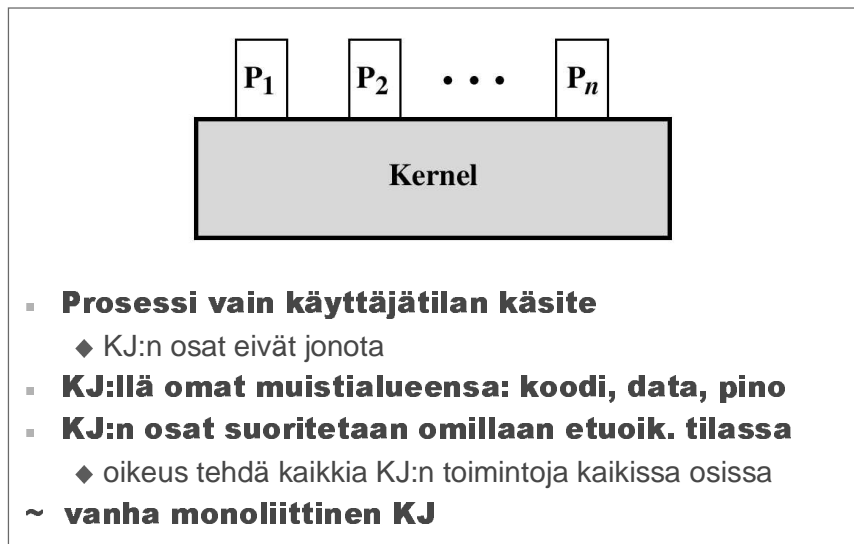 P1 P2 • • • Pn
Kernel
▪ Prosessi vain käyttäjätilan käsite
◆ KJ:n osat eivät jonota
▪ KJ:llä omat muistialueensa: koodi, data, pino
▪ KJ:n osat suoritetaan omillaan etuoik. tilassa
◆ oikeus tehdä kaikkia KJ:n toimintoja kaikissa osissa
~ vanha monoliittinen KJ